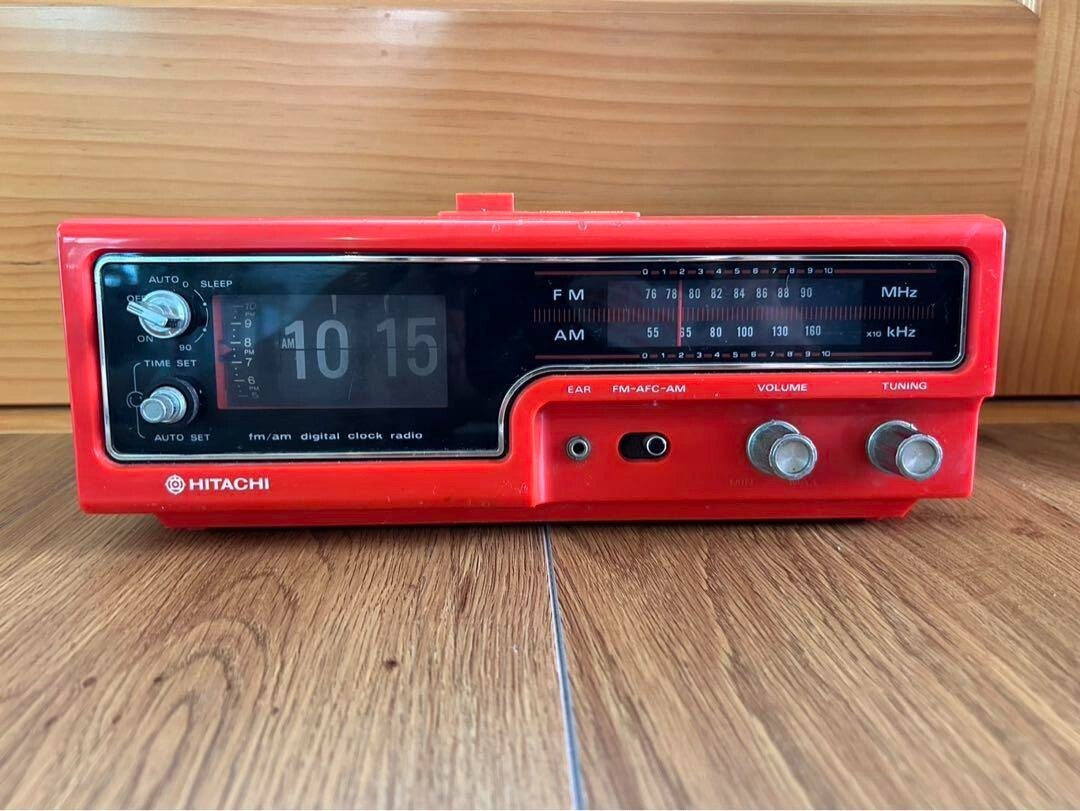 AUTO 0 SLEEP
OFF
ON
90
TIME SET
AUTO SET
10
PM
9
8
PM
7
6
PM
5
AM 10 15
fm/am digital clock radio
HITACHI
0-1-2-3-4-5-6-7-8-9-10
FM 76 78 80 82 84 86 88 90 MHz
AM 55 65 80 100 130 160 x10 kHz
0-1-2-3-4-5-6-7-8-9-10
EAR FM-AFC-AM VOLUME TUNING